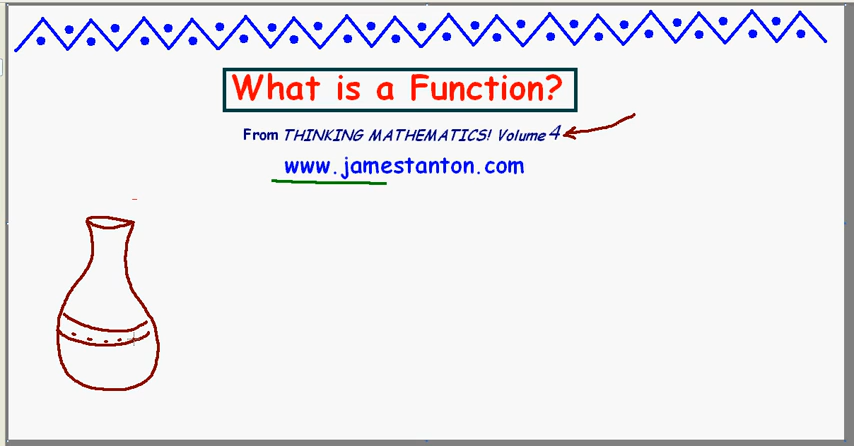 What is a Function?
From THINKING MATHEMATICS! Volume 4
www.jamestanton.com